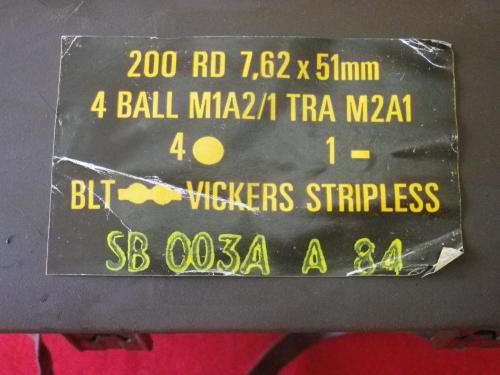 200 RD 7,62 x 51mm
4 BALL M1A2/1 TRA M2A1
4 1
BLT VICKERS STRIPLESS
SB 003A A 84